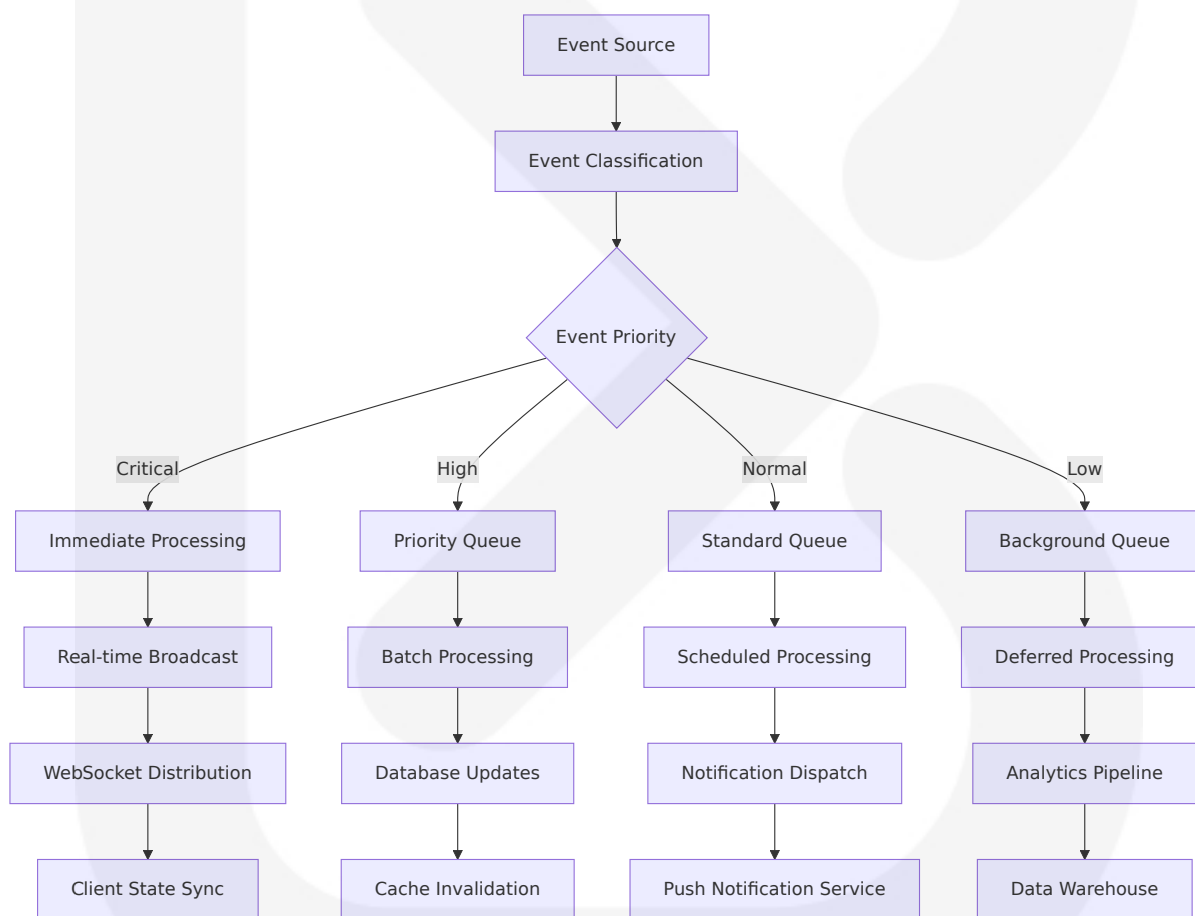 Event Source
Event Classification
Event Priority
Critical
High
Normal
Low
Immediate Processing
Priority Queue
Standard Queue
Background Queue
Real-time Broadcast
Batch Processing
Scheduled Processing
Deferred Processing
WebSocket Distribution
Database Updates
Notification Dispatch
Analytics Pipeline
Client State Sync
Cache Invalidation
Push Notification Service
Data Warehouse